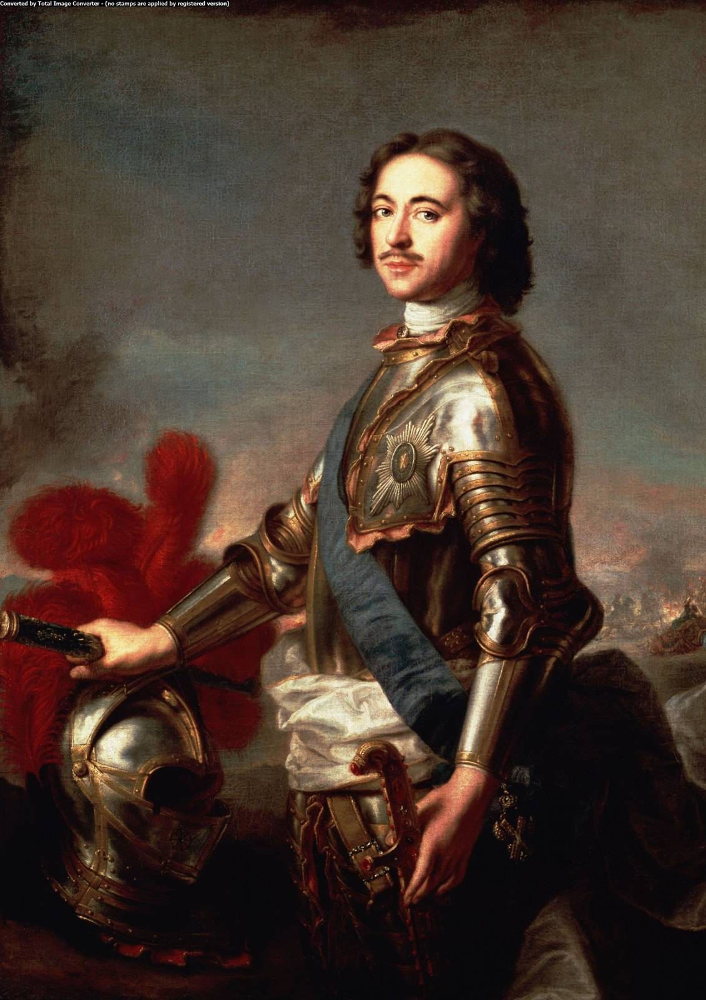 Converted by Total Image Converter - (no stamps are applied by registered version)